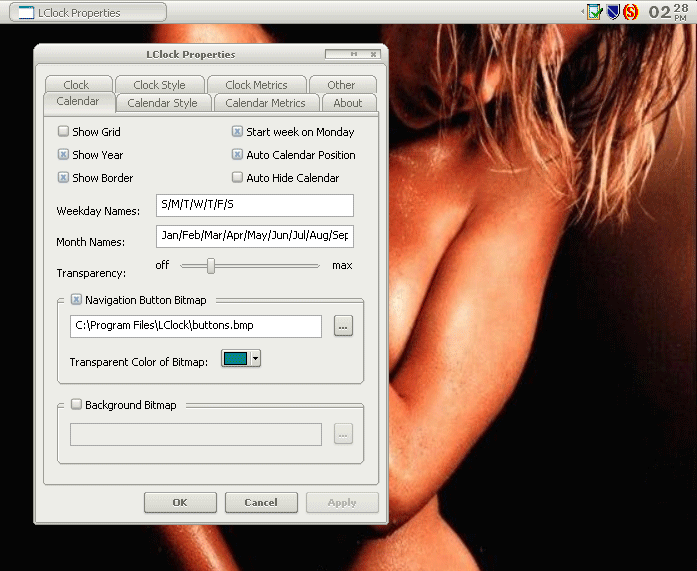 LClock Properties
02 28 PM
LClock Properties
Clock Clock Style Clock Metrics Other
Calendar Calendar Style Calendar Metrics About
Show Grid Start week on Monday
Show Year Auto Calendar Position
Show Border Auto Hide Calendar
Weekday Names: S/M/T/W/T/F/S
Month Names: Jan/Feb/Mar/Apr/May/Jun/Jul/Aug/Sep
Transparency: off max
Navigation Button Bitmap
C:\Program Files\LClock\buttons.bmp ...
Transparent Color of Bitmap:
Background Bitmap
...
OK Cancel Apply